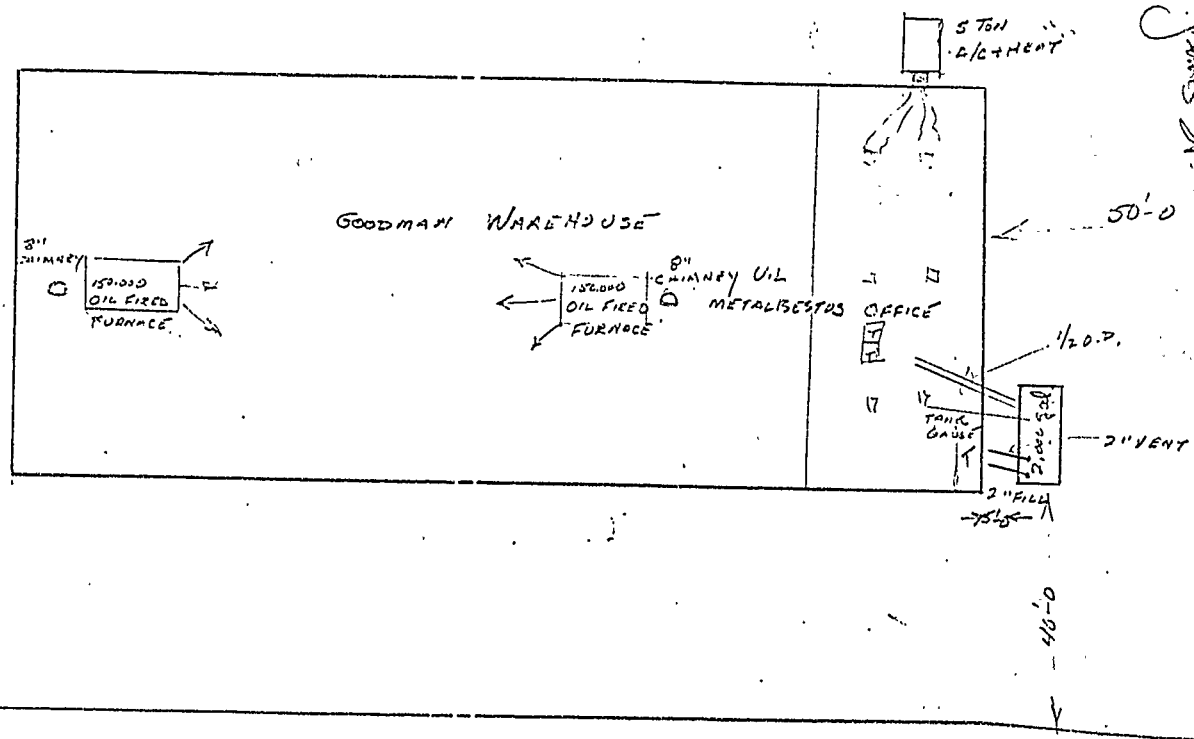 5 TON
A/C + HEAT
50'-0
GOODMAN WAREHOUSE
8"
CHIMNEY
150.000
OIL FIRED
FURNACE
150.000
OIL FIRED
FURNACE
8"
CHIMNEY U.L
METALBESTOS
OFFICE
1/2 O.D.
TANK
GAUGE
2,000 gal.
2" VENT
2" FILL
40'-0